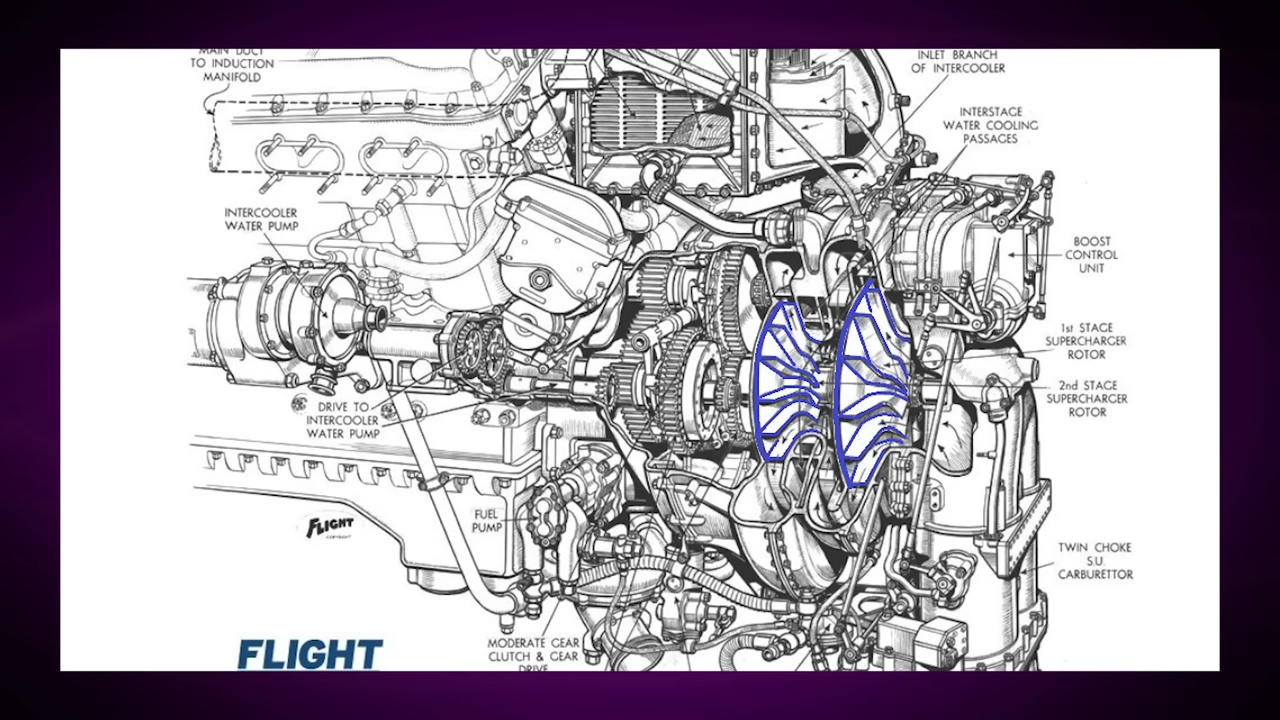 MAIN DUCT
TO INDUCTION
MANIFOLD
INLET BRANCH
OF INTERCOOLER
INTERSTAGE
WATER COOLING
PASSAGES
INTERCOOLER
WATER PUMP
BOOST
CONTROL
UNIT
1st STAGE
SUPERCHARGER
ROTOR
2nd STAGE
SUPERCHARGER
ROTOR
DRIVE TO
INTERCOOLER
WATER PUMP
FUEL
PUMP
FLIGHT
COPYRIGHT
TWIN CHOKE
S.U.
CARBURETTOR
MODERATE GEAR
CLUTCH & GEAR
DRIVE
FLIGHT